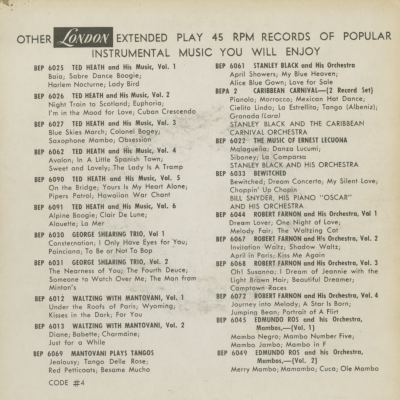 OTHER London EXTENDED PLAY 45 RPM RECORDS OF POPULAR
INSTRUMENTAL MUSIC YOU WILL ENJOY
BEP 6025 TED HEATH and His Music, Vol. 1
Baia; Sabre Dance Boogie;
Harlem Nocturne; Lady Bird
BEP 6026 TED HEATH and His Music, Vol. 2
Night Train to Scotland; Euphoria;
I'm in the Mood for Love; Cuban Crescendo
BEP 6027 TED HEATH and His Music, Vol. 3
Blue Skies March; Colonel Bogey;
Saxophone Mambo; Obsession
BEP 6062 TED HEATH and His Music, Vol. 4
Avalon; In A Little Spanish Town;
Sweet and Lovely; The Lady Is A Tramp
BEP 6090 TED HEATH and His Music, Vol. 5
On the Bridge; Yours Is My Heart Alone;
Pipers Patrol; Hawaiian War Chant
BEP 6091 TED HEATH and His Music, Vol. 6
Alpine Boogie; Clair De Lune;
Alouette; La Mer
BEP 6030 GEORGE SHEARING TRIO, Vol 1
Consternation; I Only Have Eyes for You;
Poinciana; To Be or Not To Bop
BEP 6031 GEORGE SHEARING TRIO, Vol. 2
The Nearness of You; The Fourth Deuce;
Someone to Watch Over Me; The Man from
Minton's
BEP 6012 WALTZING WITH MANTOVANI, Vol. 1
Under the Roofs of Paris; Wyoming;
Kisses in the Dark; For You
BEP 6013 WALTZING WITH MANTOVANI, Vol. 2
Diane; Babette; Charmaine;
Just for a While
BEP 6069 MANTOVANI PLAYS TANGOS
Jealousy; Tango Delle Rose;
Red Petticoats; Besame Mucho
CODE #4
BEP 6061 STANLEY BLACK and His Orchestra
April Showers; My Blue Heaven;
Alice Blue Gown; Love for Sale
BEPA 2 CARIBBEAN CARNIVAL—(2 Record Set)
Pianolo; Morrocco; Mexican Hat Dance;
Cielito Lindo; La Estrellita; Tango (Albeniz);
Granada (Lara)
STANLEY BLACK AND THE CARIBBEAN
CARNIVAL ORCHESTRA
BEP 6022 THE MUSIC OF ERNEST LECUONA
Malagueña; Danza Lucumi;
Siboney; La Comparsa
STANLEY BLACK AND HIS ORCHESTRA
BEP 6033 BEWITCHED
Bewitched; Dream Concerto; My Silent Love;
Choppin' Up Chopin
BILL SNYDER, HIS PIANO "OSCAR"
AND HIS ORCHESTRA
BEP 6044 ROBERT FARNON and His Orchestra, Vol 1
Dream Lover; One Night of Love;
Melody Fair; The Waltzing Cat
BEP 6067 ROBERT FARNON and His Orchestra, Vol. 2
Invitation Waltz; Shadow Waltz;
April in Paris; Kiss Me Again
BEP 6068 ROBERT FARNON and His Orchestra, Vol. 3
Oh! Susanna; I Dream of Jeannie with the
Light Brown Hair; Beautiful Dreamer;
Camptown Races
BEP 6072 ROBERT FARNON and His Orchestra, Vol. 4
Journey into Melody; A Star Is Born;
Jumping Bean; Portrait of A Flirt
BEP 6045 EDMUNDO ROS and his Orchestra,
Mambos,—(Vol. 1)
Mambo Negro; Mambo Number Five;
Mambo Jambo; Mambo in F
BEP 6049 EDMUNDO ROS and his Orchestra,
Mambos,—(Vol. 2)
Merry Mambo; Mamambo; Cuca; Ole Mambo